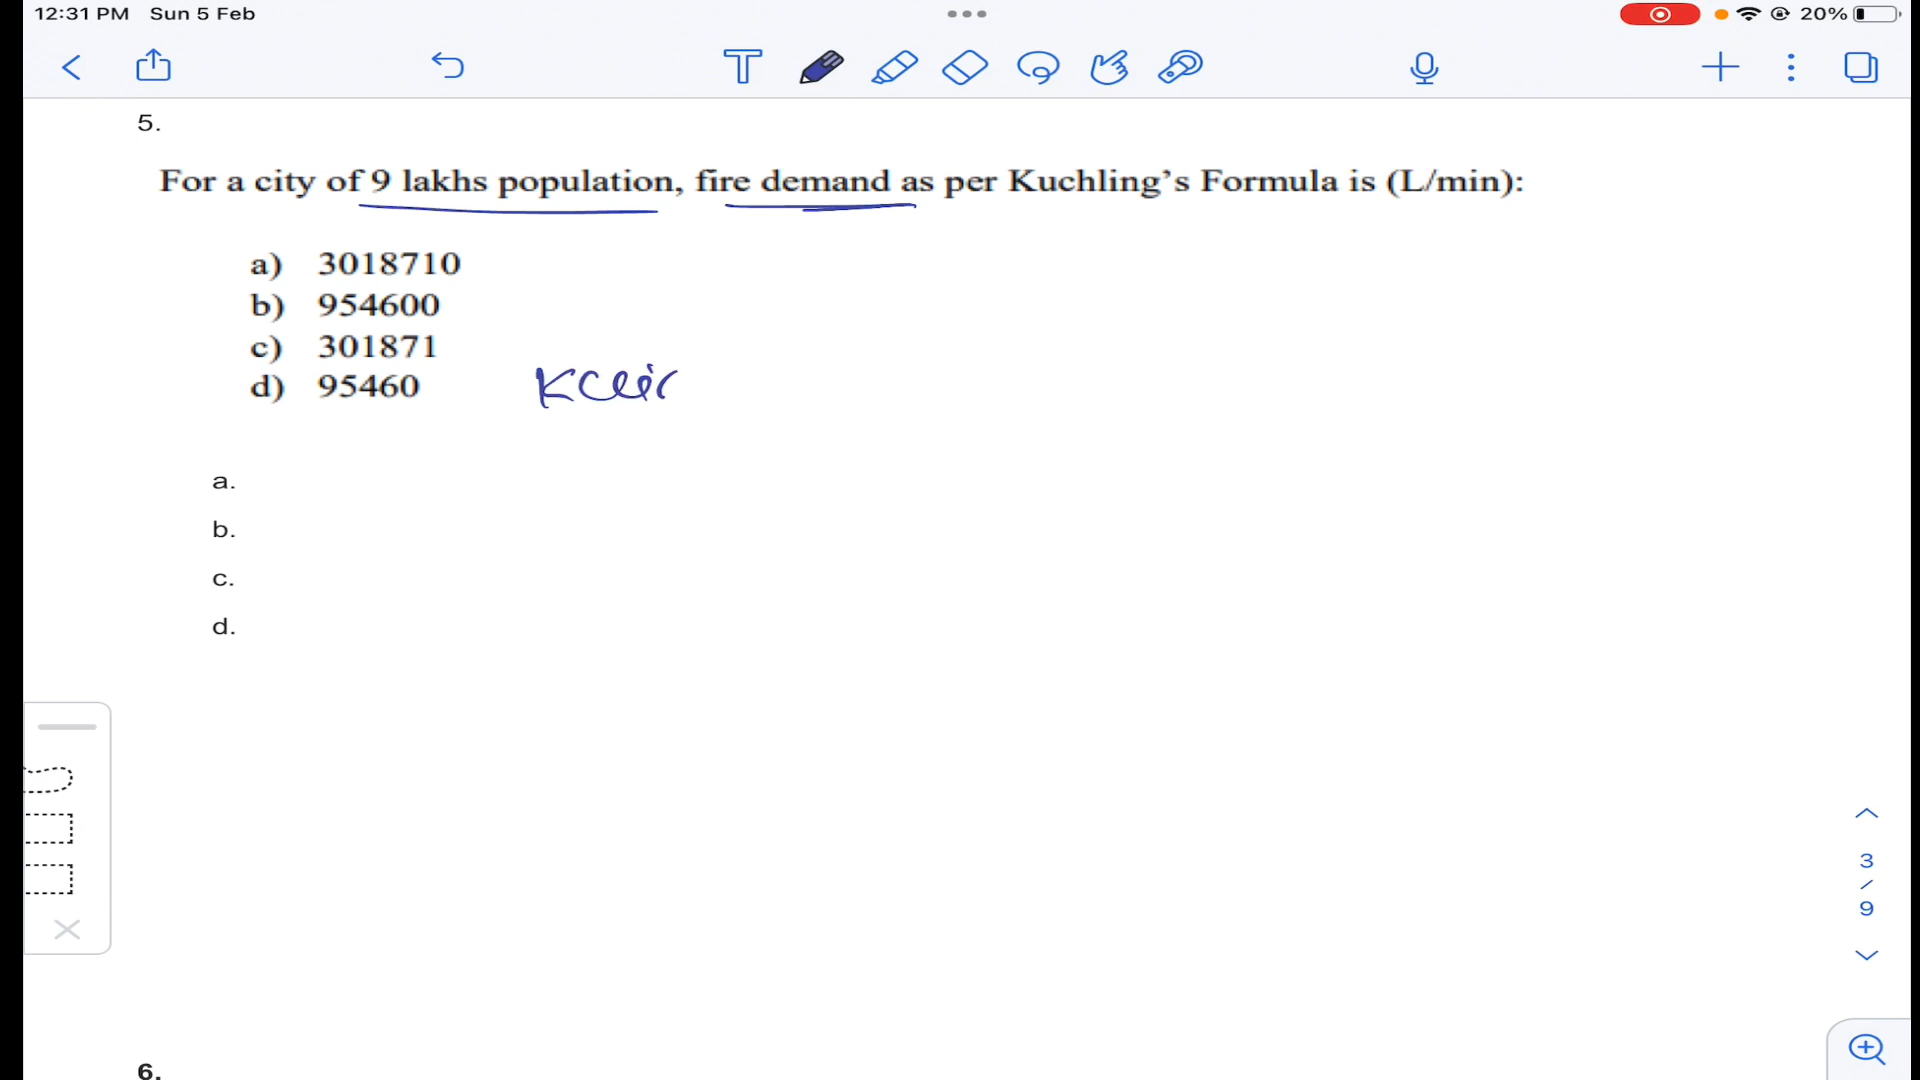 12:31 PM Sun 5 Feb
20%
T
5.
For a city of 9 lakhs population, fire demand as per Kuchling's Formula is (L/min):
a) 3018710
b) 954600
c) 301871
d) 95460
a.
b.
c.
d.
3
/
9
6.